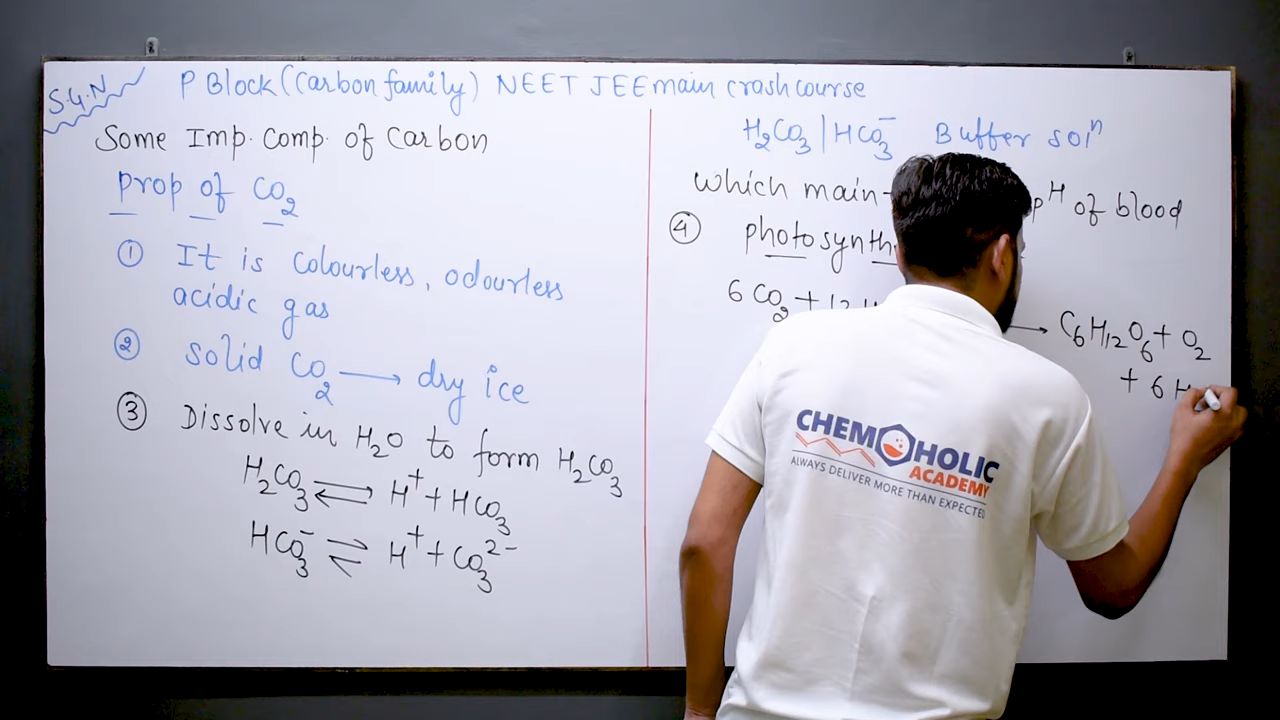 S.G.N
P Block (Carbon family) NEET JEE main crash course
Some Imp. Comp. of Carbon
prop of CO2
① It is colourless, odourless
acidic gas
② solid CO2 ⟶ dry ice
③ Dissolve in H2O to form H2CO3
H2CO3 ⇌ H+ + HCO3
HCO3- ⇌ H+ + CO3 2-
H2CO3 | HCO3- Buffer solⁿ
which main- pH of blood
④ photosynth
6 CO2 + 12 H ⟶ C6H12O6 + O2
+ 6 H
CHEMOHOLIC
ACADEMY
ALWAYS DELIVER MORE THAN EXPECTED